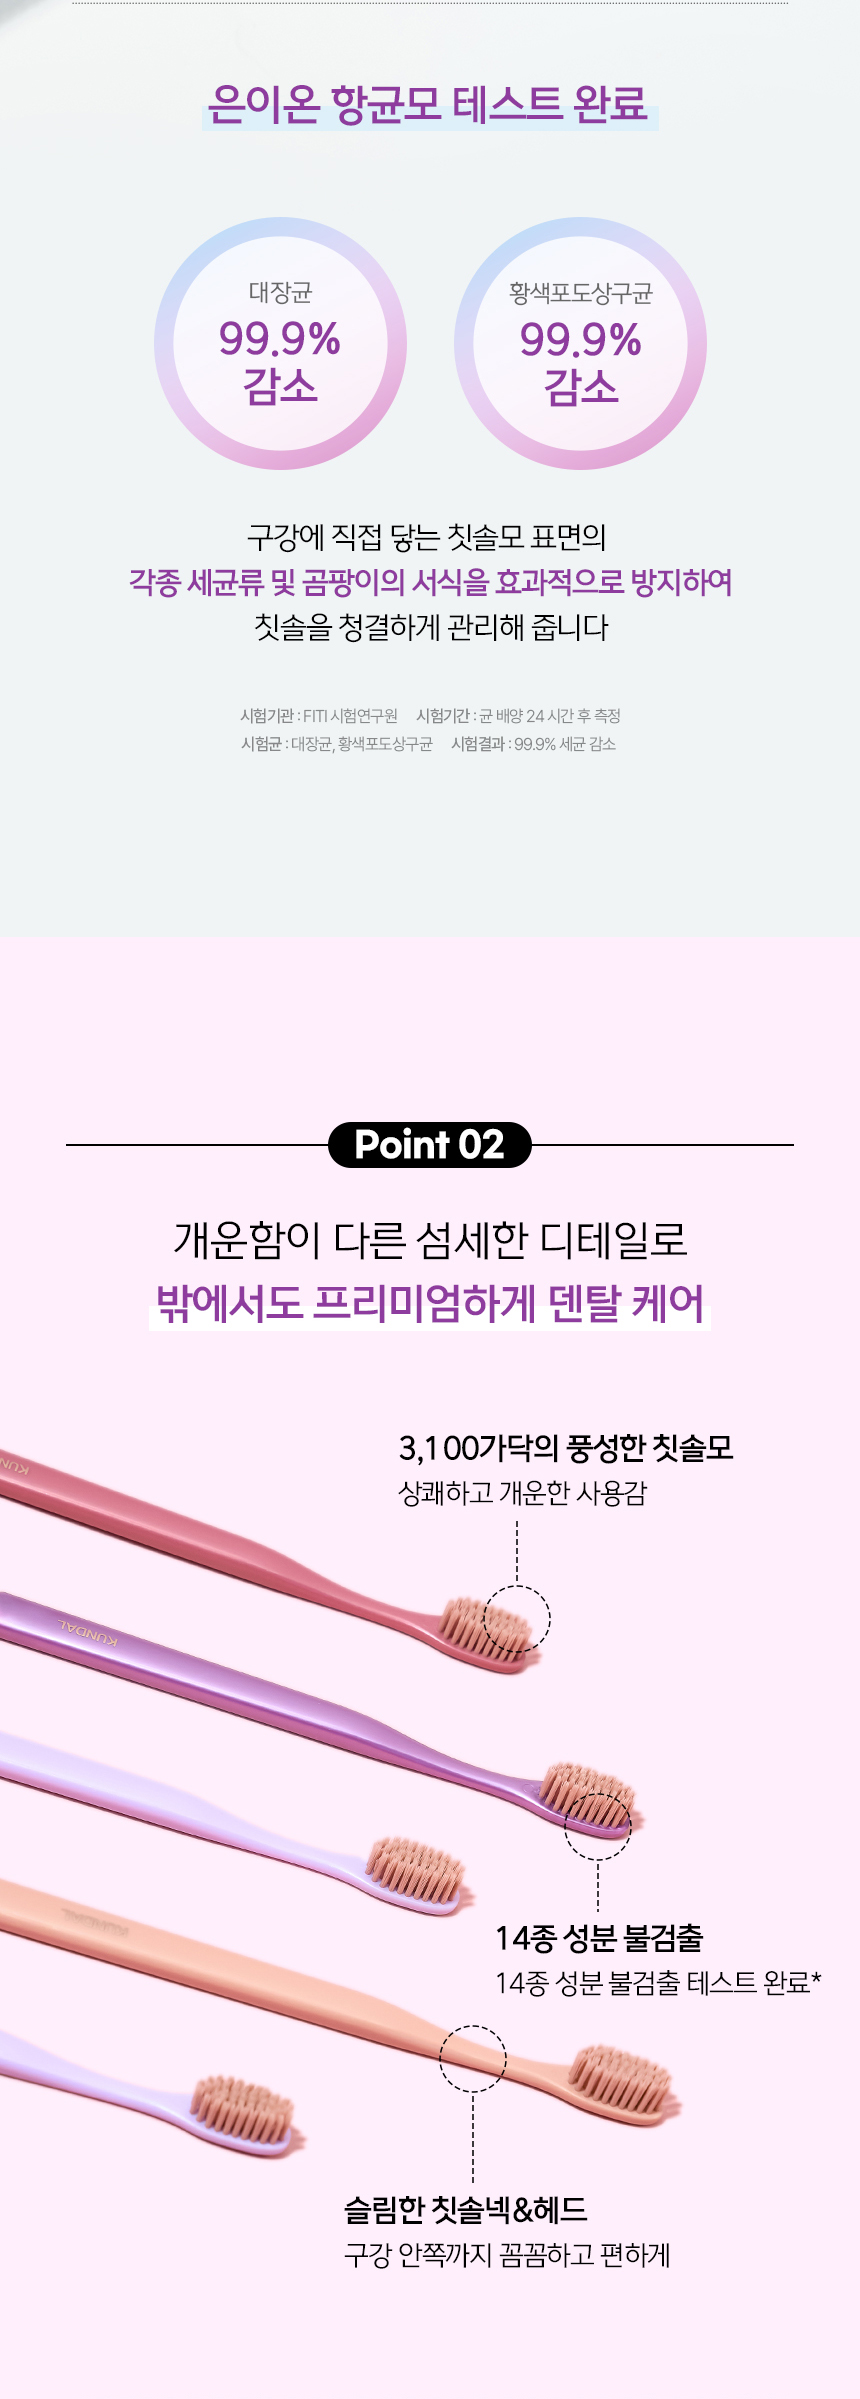 은이온 항균모 테스트 완료
대장균
99.9%
감소
황색포도상구균
99.9%
감소
구강에 직접 닿는 칫솔모 표면의
각종 세균류 및 곰팡이의 서식을 효과적으로 방지하여
칫솔을 청결하게 관리해 줍니다
시험기관 : FITI 시험연구원 시험기간 : 균 배양 24 시간 후 측정
시험균 : 대장균, 황색포도상구균 시험결과 : 99.9% 세균 감소
Point 02
개운함이 다른 섬세한 디테일로
밖에서도 프리미엄하게 덴탈 케어
3,100가닥의 풍성한 칫솔모
상쾌하고 개운한 사용감
KUN
KUNDAL
14종 성분 불검출
14종 성분 불검출 테스트 완료*
슬림한 칫솔넥&헤드
구강 안쪽까지 꼼꼼하고 편하게